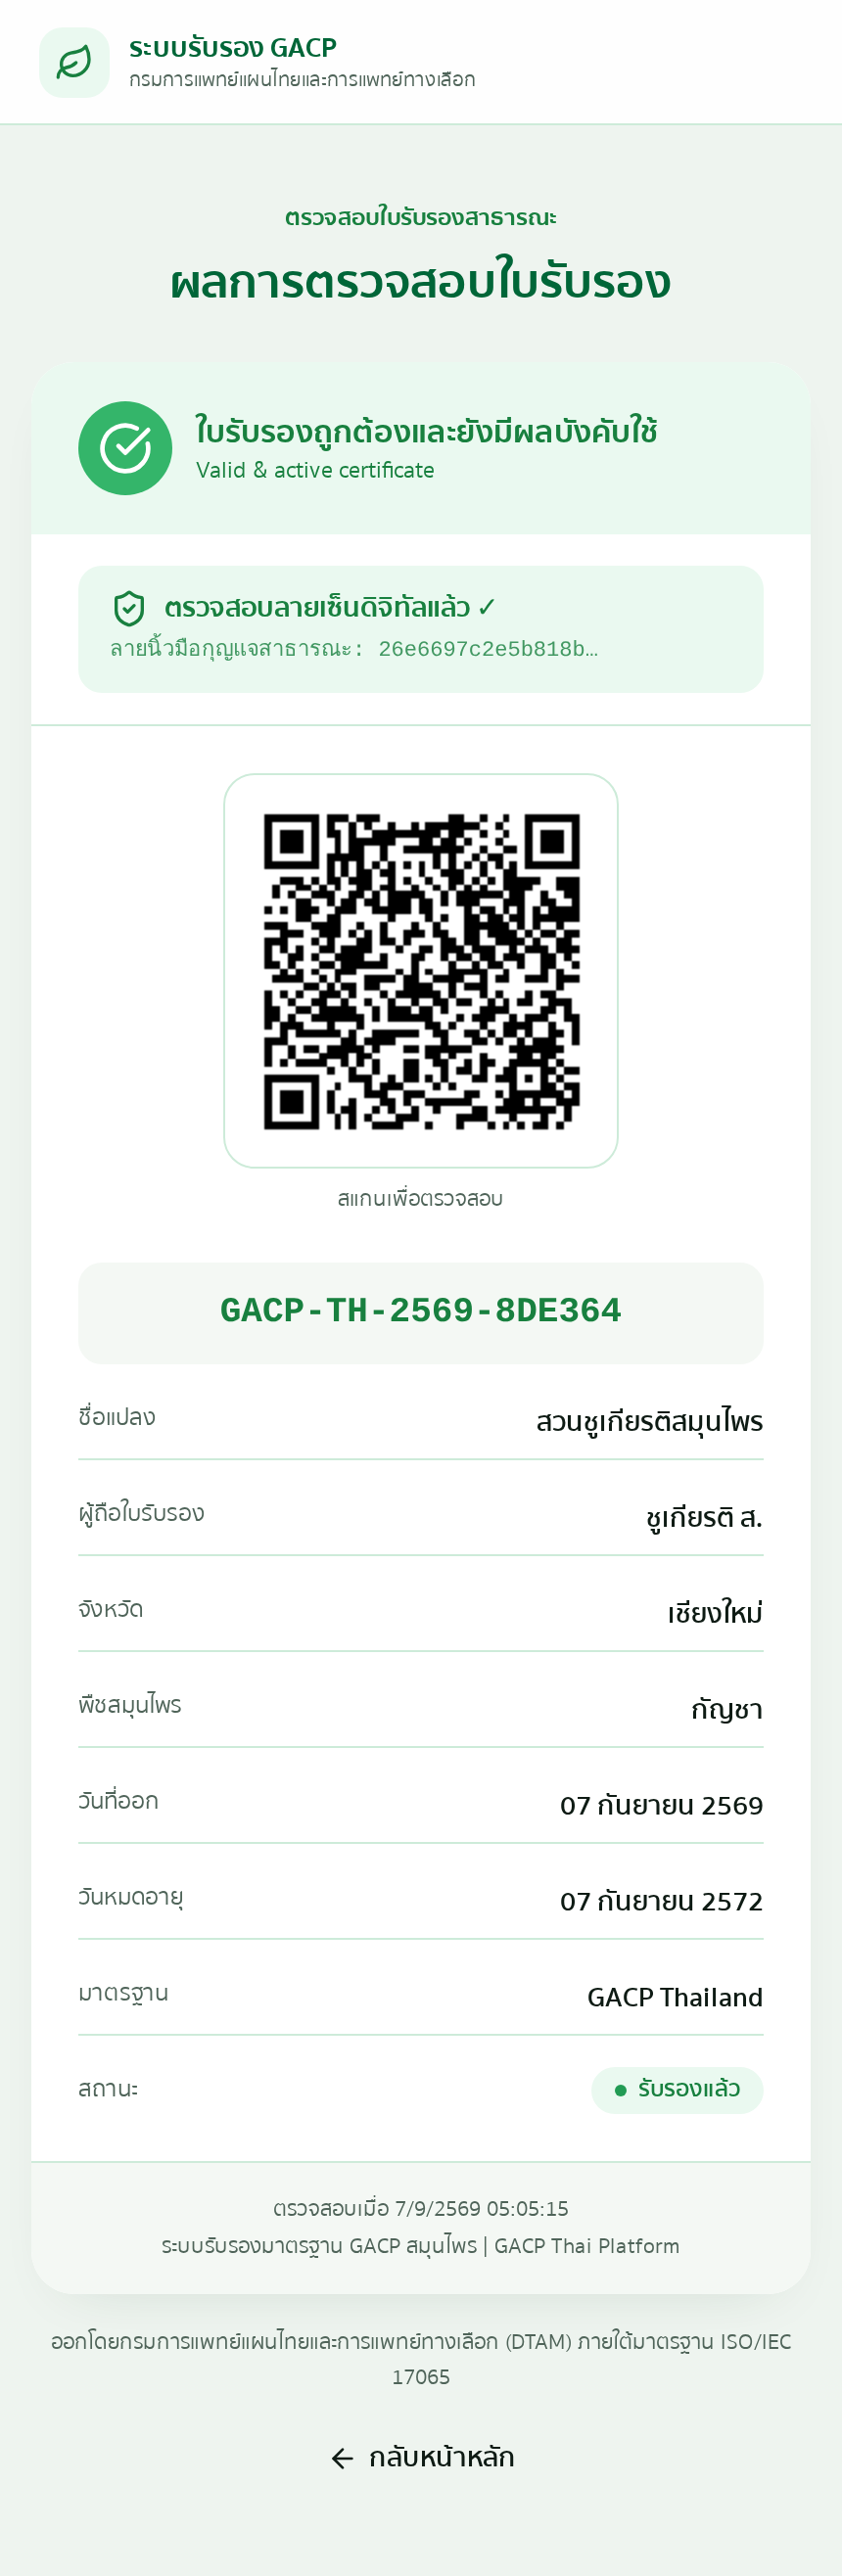 ระบบรับรอง GACP
กรมการแพทย์แผนไทยและการแพทย์ทางเลือก
ตรวจสอบใบรับรองสาธารณะ
ผลการตรวจสอบใบรับรอง
ใบรับรองถูกต้องและยังมีผลบังคับใช้
Valid & active certificate
ตรวจสอบลายเซ็นดิจิทัลแล้ว ✓
ลายนิ้วมือกุญแจสาธารณะ: 26e6697c2e5b818b…
สแกนเพื่อตรวจสอบ
GACP-TH-2569-8DE364
ชื่อแปลง สวนชูเกียรติสมุนไพร
ผู้ถือใบรับรอง ชูเกียรติ ส.
จังหวัด เชียงใหม่
พืชสมุนไพร กัญชา
วันที่ออก 07 กันยายน 2569
วันหมดอายุ 07 กันยายน 2572
มาตรฐาน GACP Thailand
สถานะ รับรองแล้ว
ตรวจสอบเมื่อ 7/9/2569 05:05:15
ระบบรับรองมาตรฐาน GACP สมุนไพร | GACP Thai Platform
ออกโดยกรมการแพทย์แผนไทยและการแพทย์ทางเลือก (DTAM) ภายใต้มาตรฐาน ISO/IEC
17065
← กลับหน้าหลัก